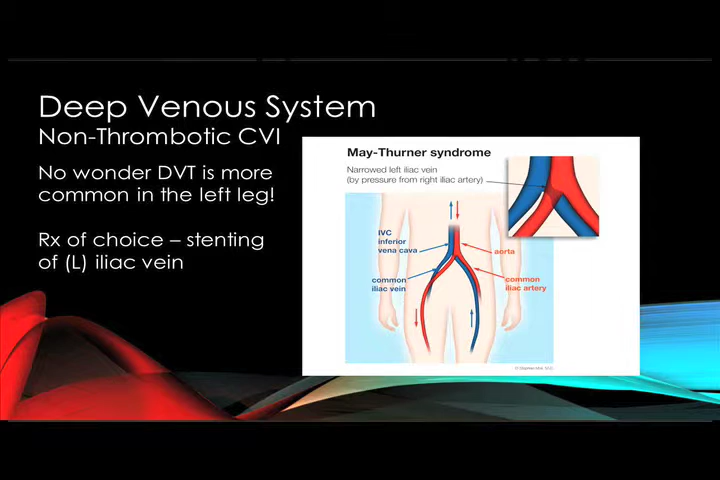 Deep Venous System
Non-Thrombotic CVI
No wonder DVT is more
common in the left leg!
Rx of choice – stenting
of (L) iliac vein
May-Thurner syndrome
Narrowed left iliac vein
(by pressure from right iliac artery)
IVC
inferior
vena cava
aorta
common
iliac vein
common
iliac artery